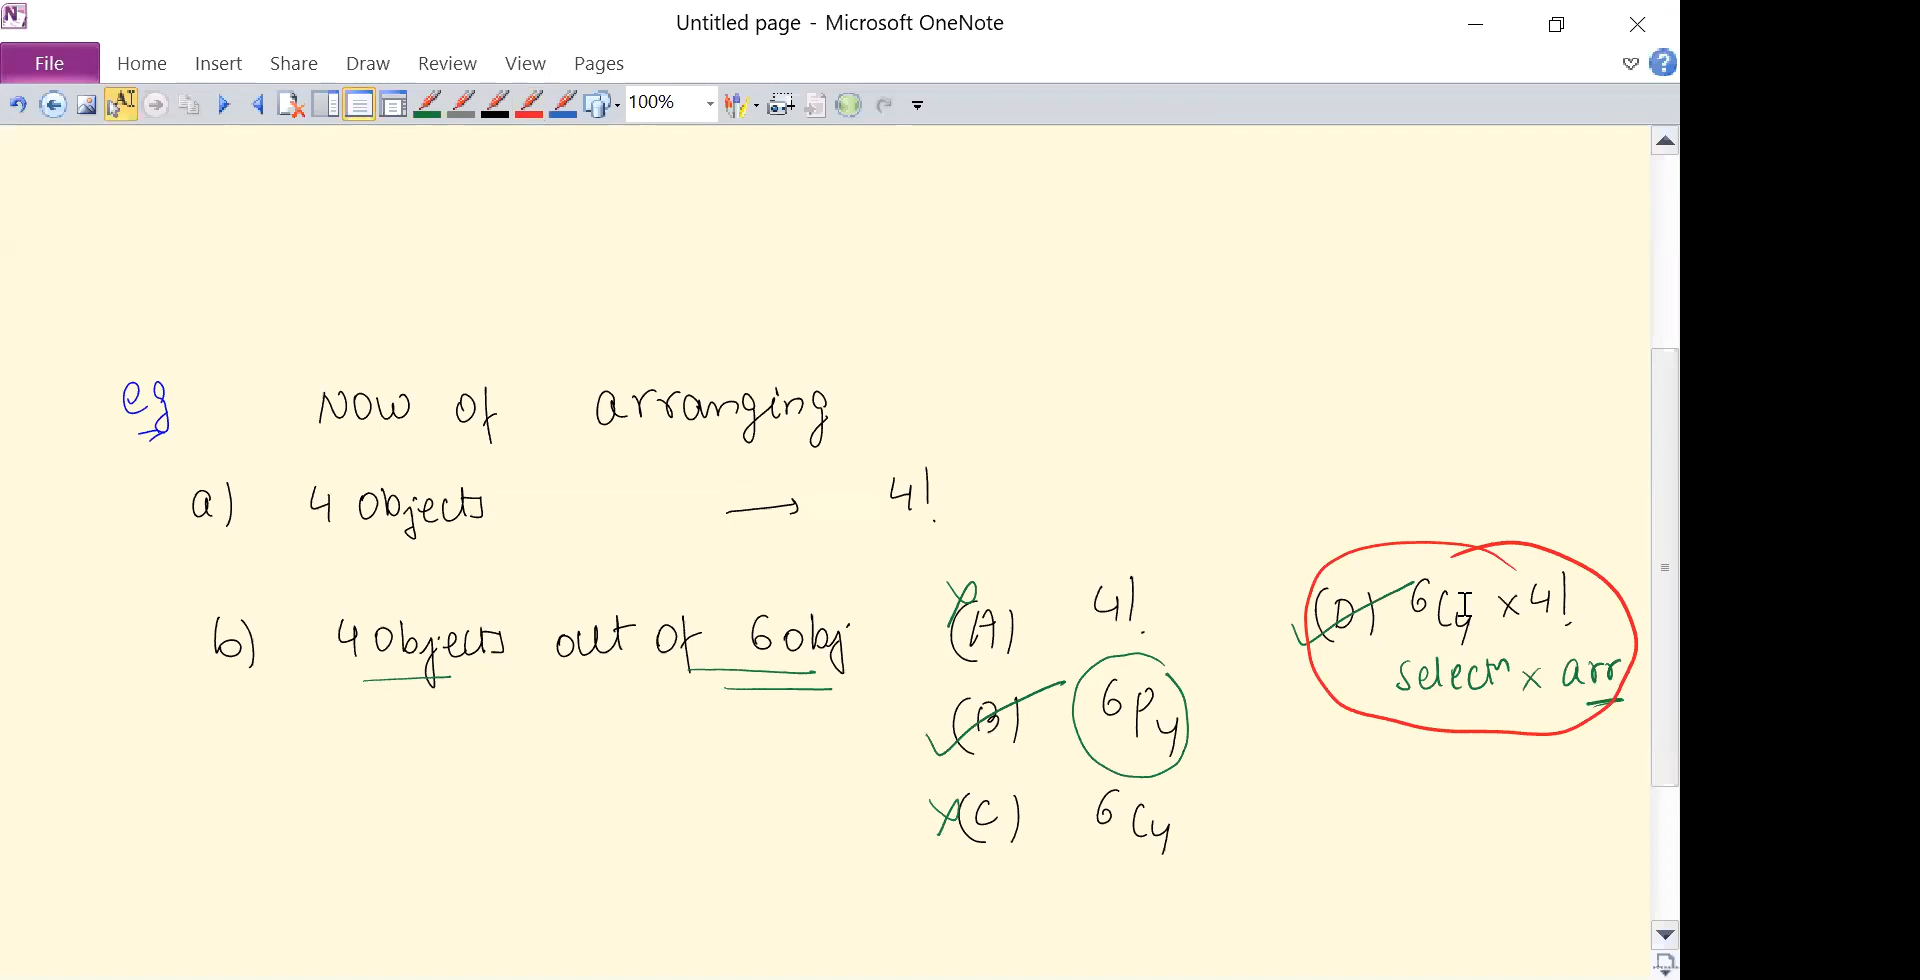 Untitled page - Microsoft OneNote
File Home Insert Share Draw Review View Pages
100%
eg NOW of arranging
a) 4 objects → 4!
b) 4 objects out of 6 obj
(A) 4!
(B) 6P4
(C) 6C4
(D) 6C4 × 4!
selectn × arr